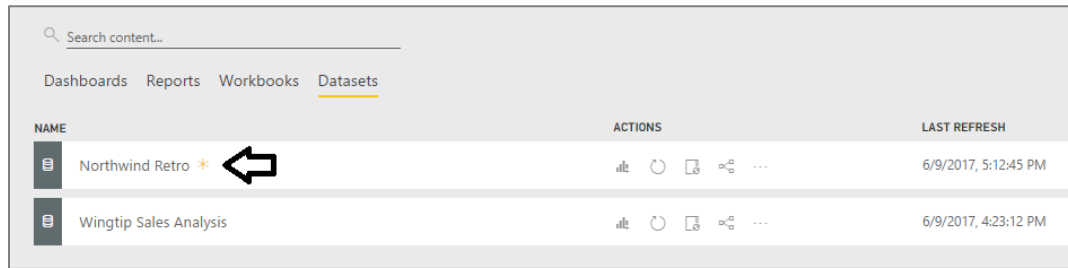 Search content...
Dashboards Reports Workbooks Datasets
NAME ACTIONS LAST REFRESH
Northwind Retro * ... 6/9/2017, 5:12:45 PM
Wingtip Sales Analysis ... 6/9/2017, 4:23:12 PM